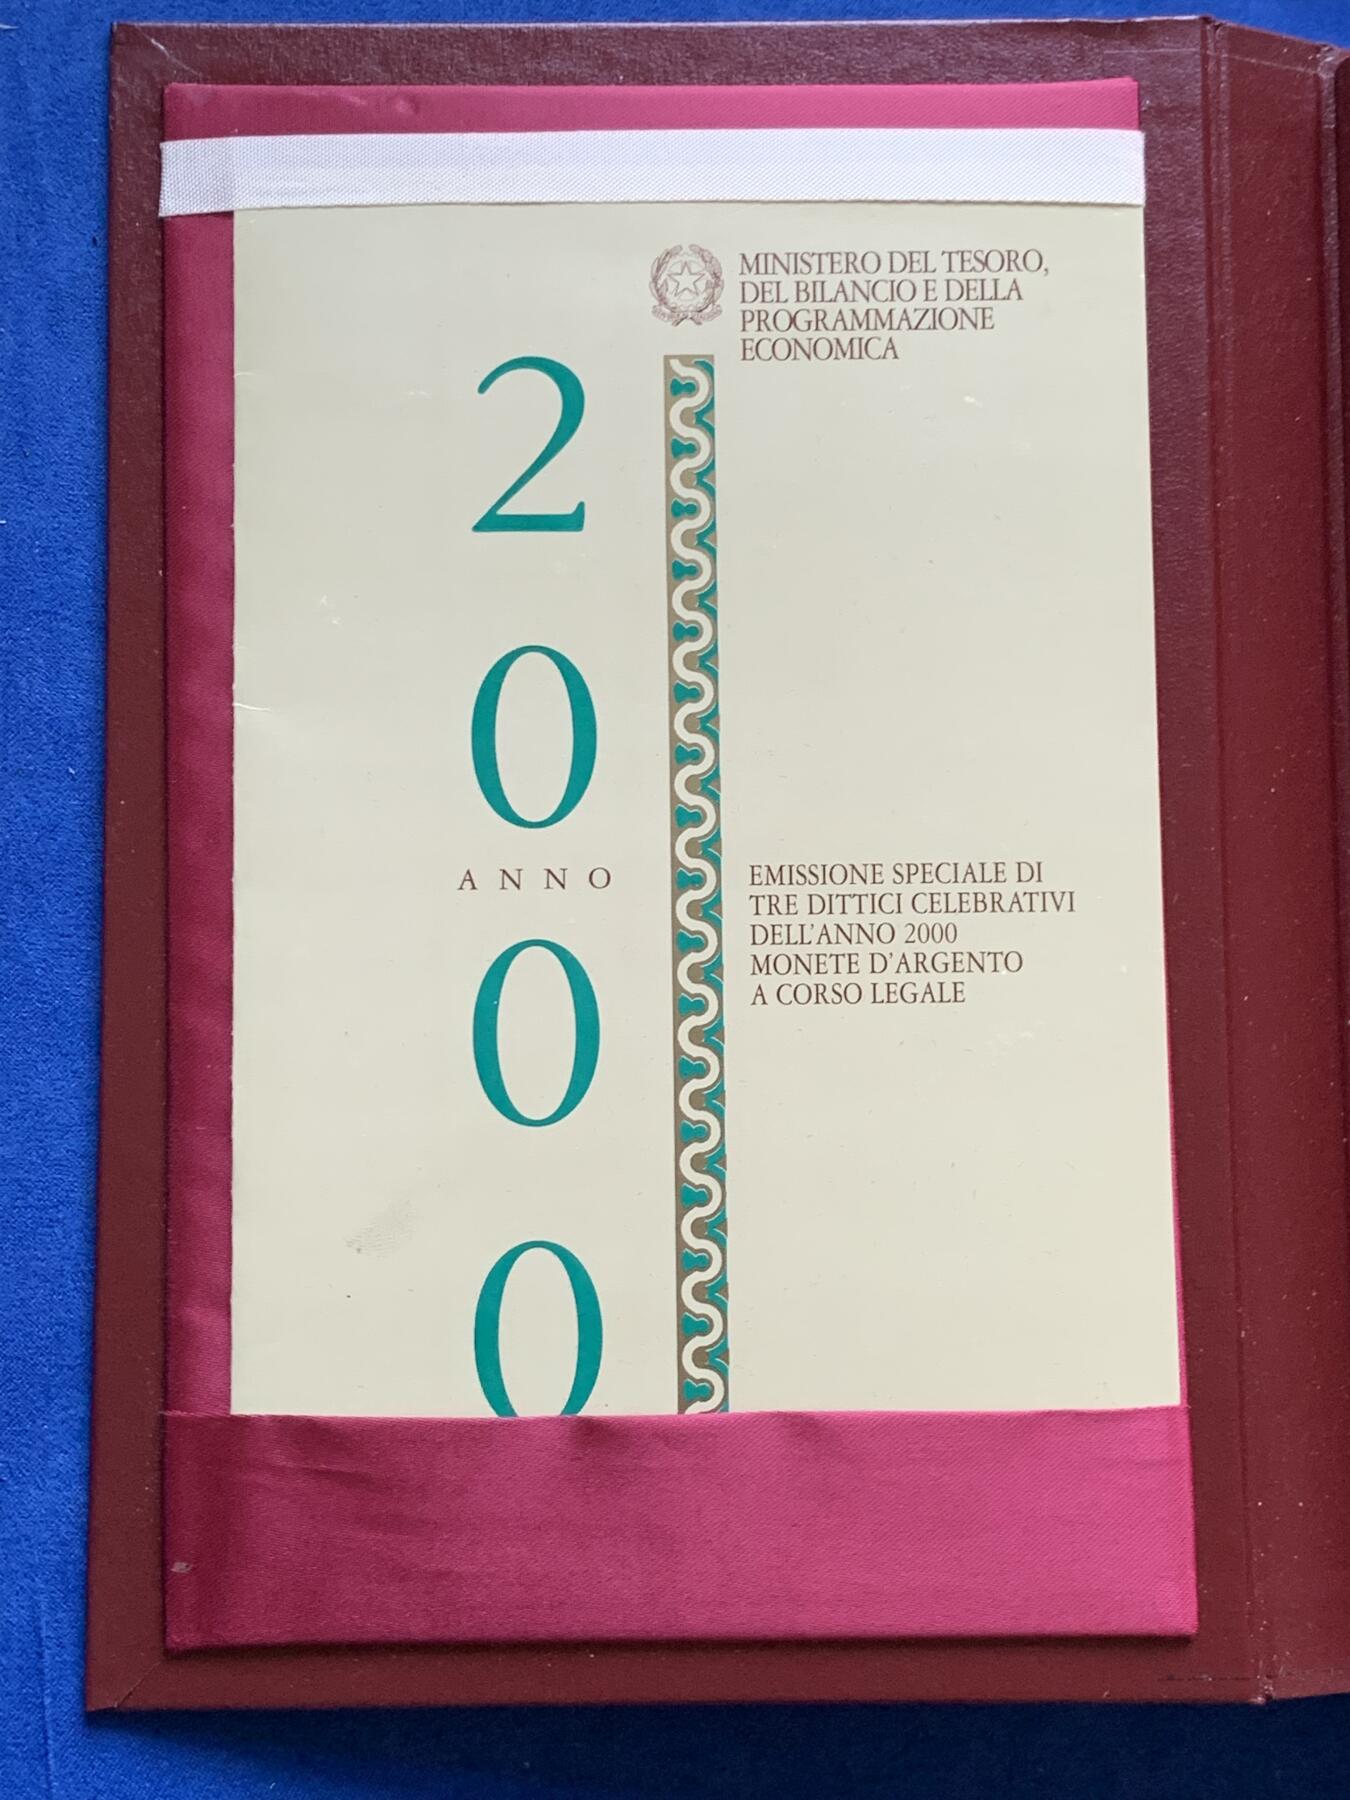 MINISTERO DEL TESORO,
DEL BILANCIO E DELLA
PROGRAMMAZIONE
ECONOMICA
2
0
ANNO
0
0
EMISSIONE SPECIALE DI
TRE DITTICI CELEBRATIVI
DELL'ANNO 2000
MONETE D'ARGENTO
A CORSO LEGALE